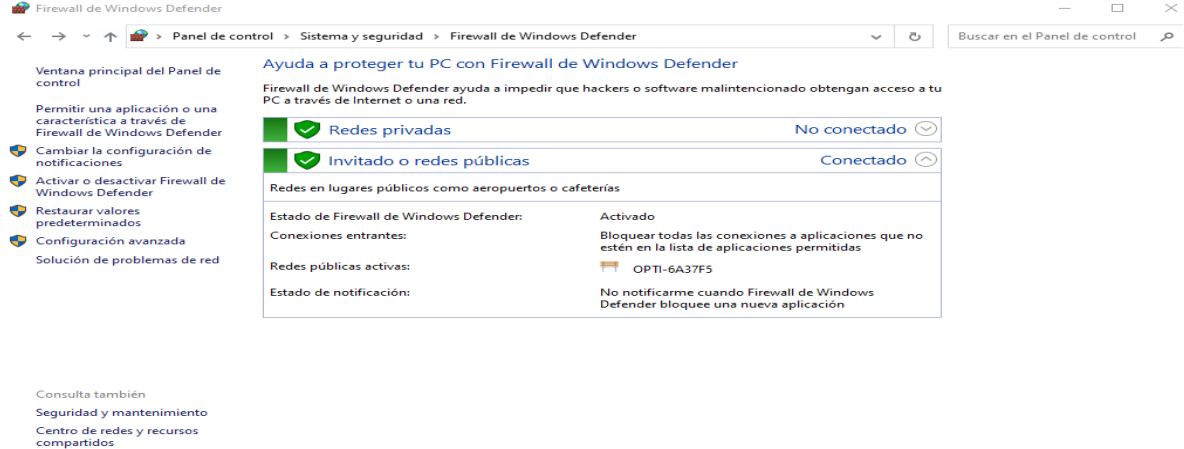 Firewall de Windows Defender
Panel de control > Sistema y seguridad > Firewall de Windows Defender
Buscar en el Panel de control
Ventana principal del Panel de
control
Permitir una aplicación o una
característica a través de
Firewall de Windows Defender
Cambiar la configuración de
notificaciones
Activar o desactivar Firewall de
Windows Defender
Restaurar valores
predeterminados
Configuración avanzada
Solución de problemas de red
Ayuda a proteger tu PC con Firewall de Windows Defender
Firewall de Windows Defender ayuda a impedir que hackers o software malintencionado obtengan acceso a tu
PC a través de Internet o una red.
Redes privadas No conectado
Invitado o redes públicas Conectado
Redes en lugares públicos como aeropuertos o cafeterías
Estado de Firewall de Windows Defender: Activado
Conexiones entrantes: Bloquear todas las conexiones a aplicaciones que no
estén en la lista de aplicaciones permitidas
Redes públicas activas: OPTI-6A37F5
Estado de notificación: No notificarme cuando Firewall de Windows
Defender bloquee una nueva aplicación
Consulta también
Seguridad y mantenimiento
Centro de redes y recursos
compartidos